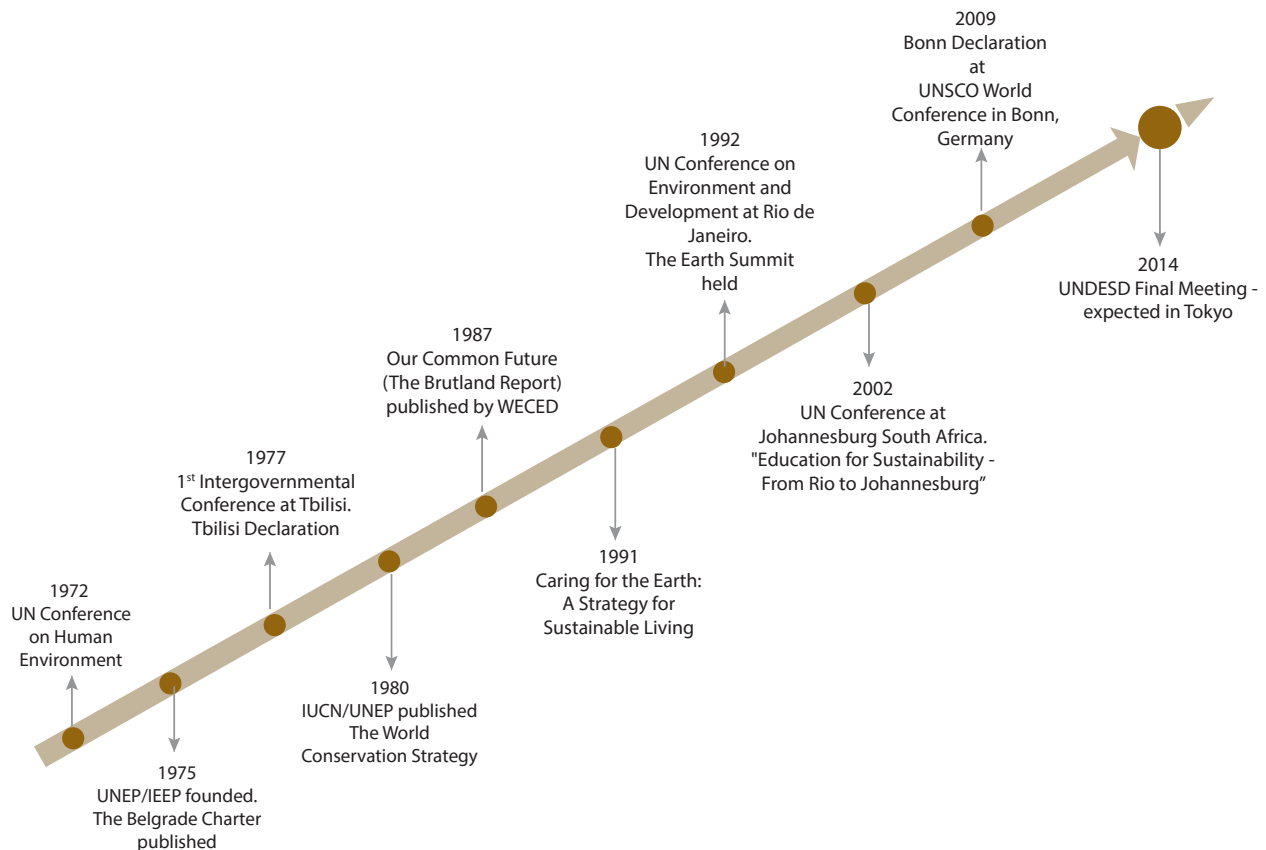 1972
UN Conference
on Human
Environment
1975
UNEP/IEEP founded.
The Belgrade Charter
published
1977
1st Intergovernmental
Conference at Tbilisi.
Tbilisi Declaration
1980
IUCN/UNEP published
The World
Conservation Strategy
1987
Our Common Future
(The Brutland Report)
published by WECED
1991
Caring for the Earth:
A Strategy for
Sustainable Living
1992
UN Conference on
Environment and
Development at Rio de
Janeiro.
The Earth Summit
held
2002
UN Conference at
Johannesburg South Africa.
"Education for Sustainability -
From Rio to Johannesburg”
2009
Bonn Declaration
at
UNSCO World
Conference in Bonn,
Germany
2014
UNDESD Final Meeting -
expected in Tokyo